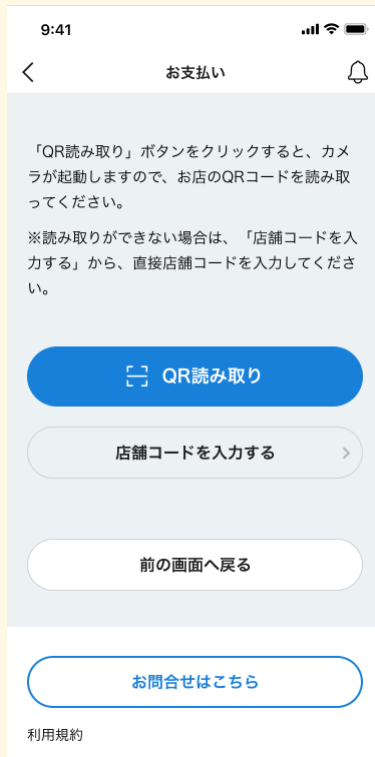 9:41
お支払い
「QR読み取り」ボタンをクリックすると、カメ
ラが起動しますので、お店のQRコードを読み取
ってください。
※読み取りができない場合は、「店舗コードを入
力する」から、直接店舗コードを入力してくださ
い。
QR読み取り
店舗コードを入力する
前の画面へ戻る
お問合せはこちら
利用規約